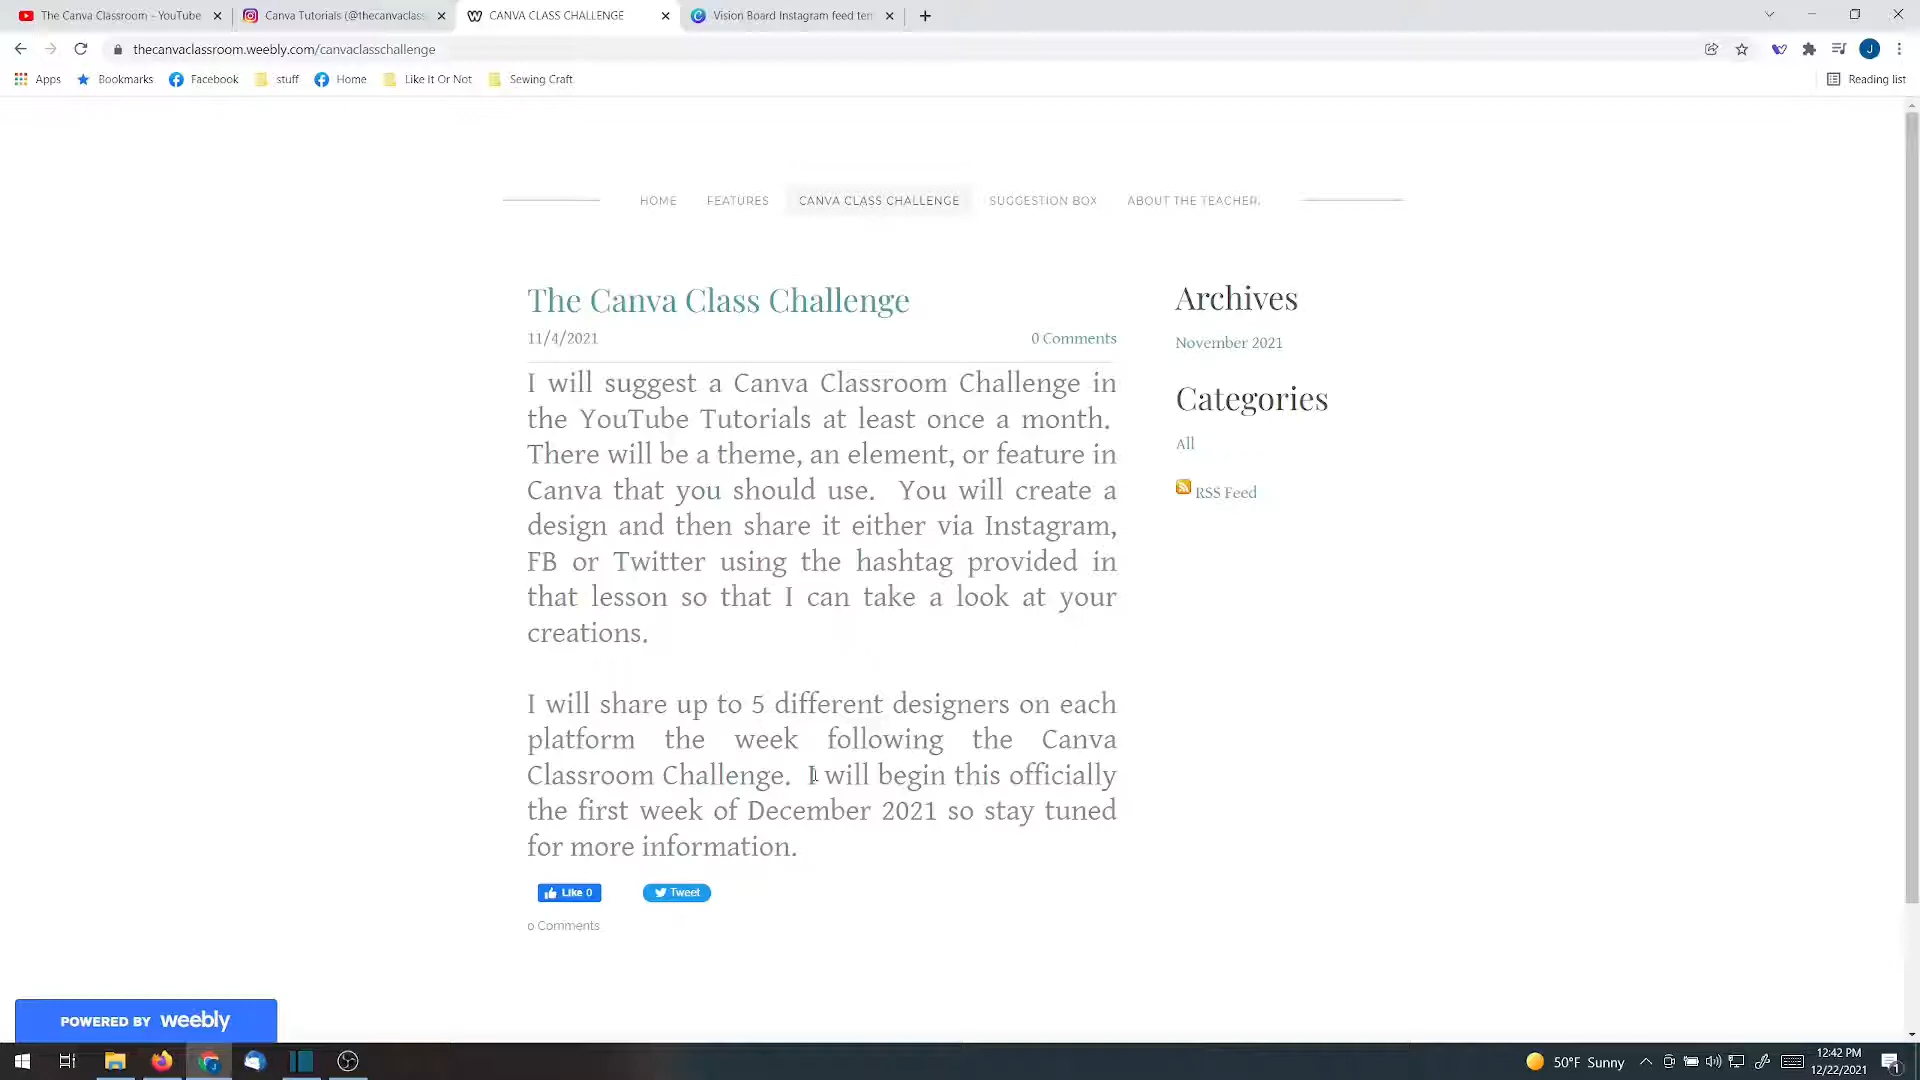 The Canva Classroom - YouTube
Canva Tutorials (@thecanvaclass
CANVA CLASS CHALLENGE
Vision Board Instagram feed tem
thecanvaclassroom.weebly.com/canvaclasschallenge
J
Apps
Bookmarks
Facebook
stuff
Home
Like It Or Not
Sewing Craft
Reading list
HOME
FEATURES
CANVA CLASS CHALLENGE
SUGGESTION BOX
ABOUT THE TEACHER.
The Canva Class Challenge
11/4/2021
0 Comments
I will suggest a Canva Classroom Challenge in
the YouTube Tutorials at least once a month.
There will be a theme, an element, or feature in
Canva that you should use. You will create a
design and then share it either via Instagram,
FB or Twitter using the hashtag provided in
that lesson so that I can take a look at your
creations.
I will share up to 5 different designers on each
platform the week following the Canva
Classroom Challenge. I will begin this officially
the first week of December 2021 so stay tuned
for more information.
Like 0
Tweet
0 Comments
Archives
November 2021
Categories
All
RSS Feed
POWERED BY weebly
50°F Sunny
12:42 PM
12/22/2021
1